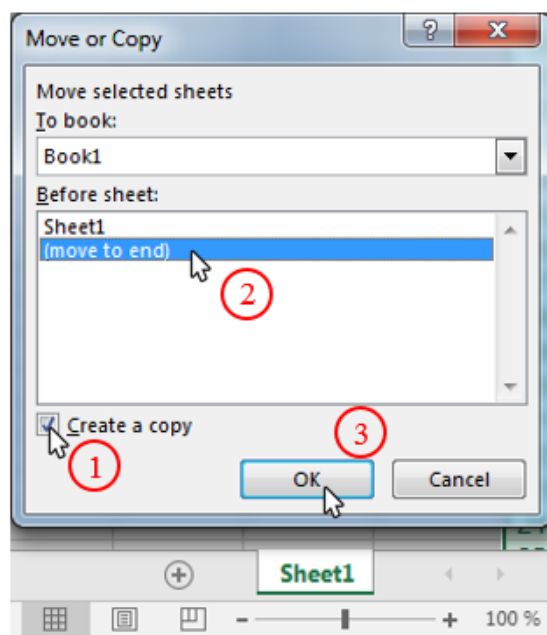 Move or Copy
Move selected sheets
To book:
Book1
Before sheet:
Sheet1
(move to end)
2
Create a copy
1
3
OK
Cancel
Sheet1
100 %